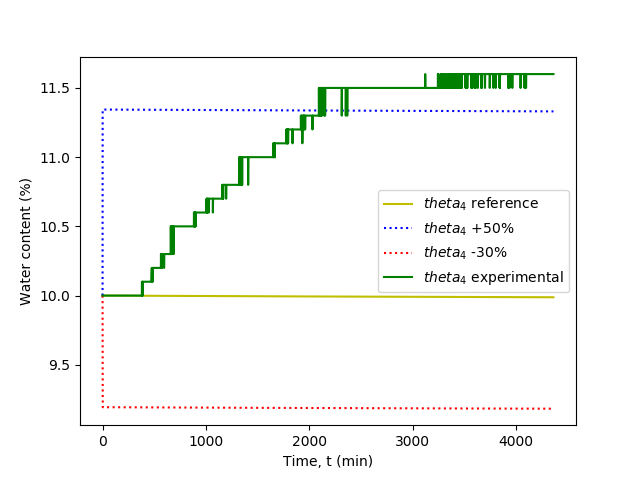 11.5
11.0
10.5
10.0
9.5
Water content (%)
theta₄ reference
theta₄ +50%
theta₄ -30%
theta₄ experimental
0 1000 2000 3000 4000
Time, t (min)